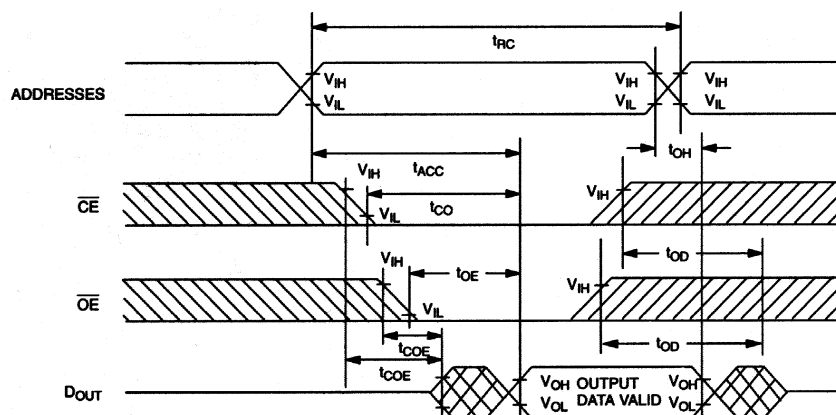 tRC
VIH VIH VIH
ADDRESSES
VIL VIL VIL
tOH
tACC
VIH
VIH
CE
tCO
VIL
tOD
VIH
tOE
VIH
OE
VIL
tOD
tCOE
tCOE
VOH OUTPUT VOH
DOUT
VOL DATA VALID VOL